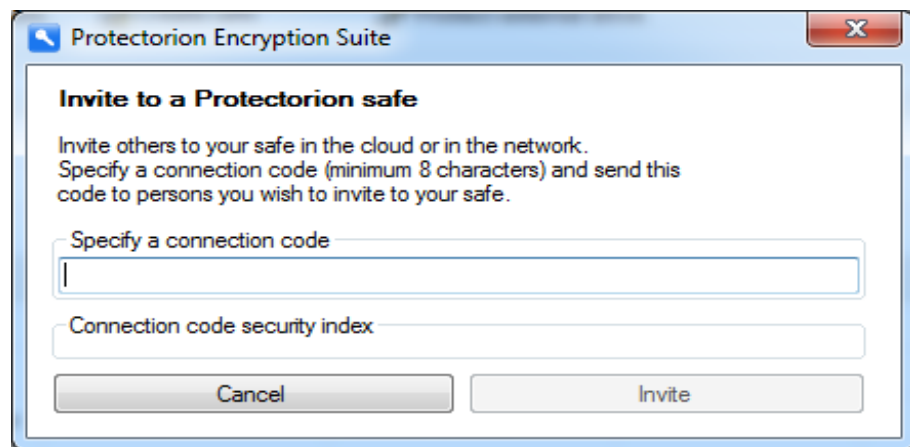 Protectorion Encryption Suite
Invite to a Protectorion safe
Invite others to your safe in the cloud or in the network.
Specify a connection code (minimum 8 characters) and send this
code to persons you wish to invite to your safe.
Specify a connection code
Connection code security index
Cancel
Invite